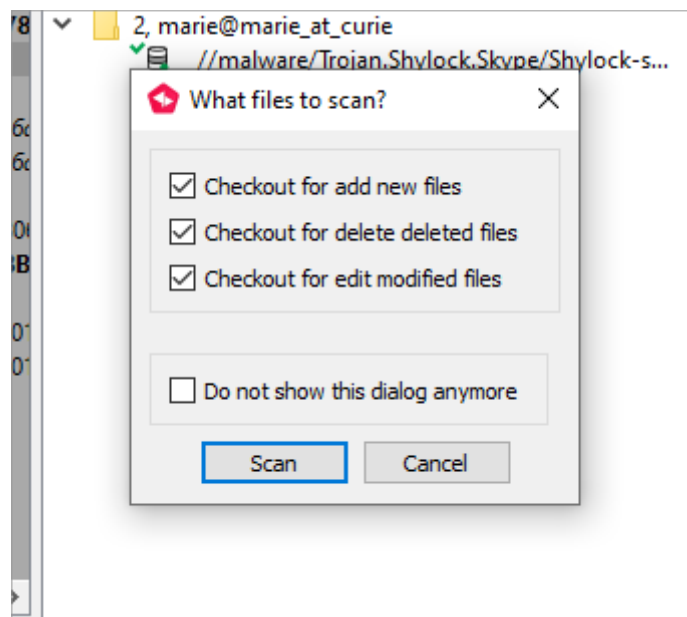 78
2, marie@marie_at_curie
//malware/Trojan.Shylock.Skype/Shylock-s...
What files to scan?
Checkout for add new files
Checkout for delete deleted files
Checkout for edit modified files
Do not show this dialog anymore
Scan
Cancel